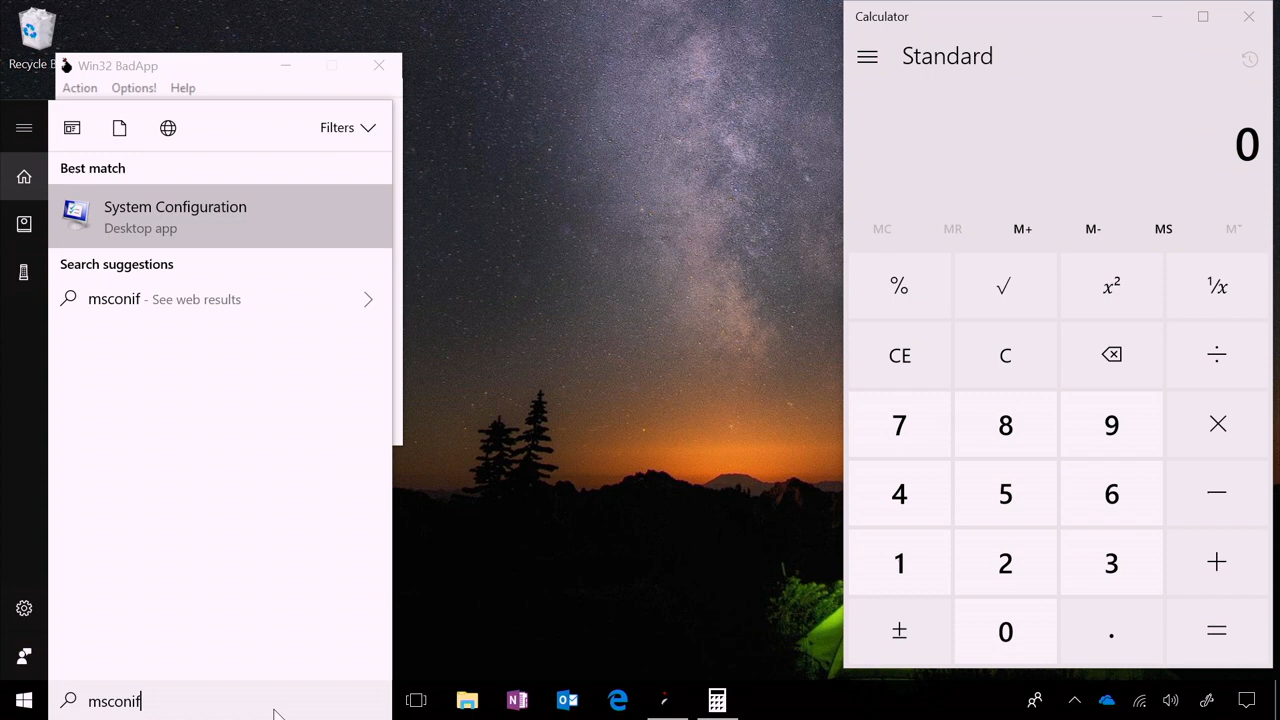 Recycle B
Win32 BadApp
Action Options! Help
Filters
Best match
System Configuration
Desktop app
Search suggestions
msconif - See web results
msconif
Calculator
Standard
0
MC MR M+ M- MS M˅
% √ x² ¹/x
CE C ÷
7 8 9 ×
4 5 6 −
1 2 3 +
± 0 . =